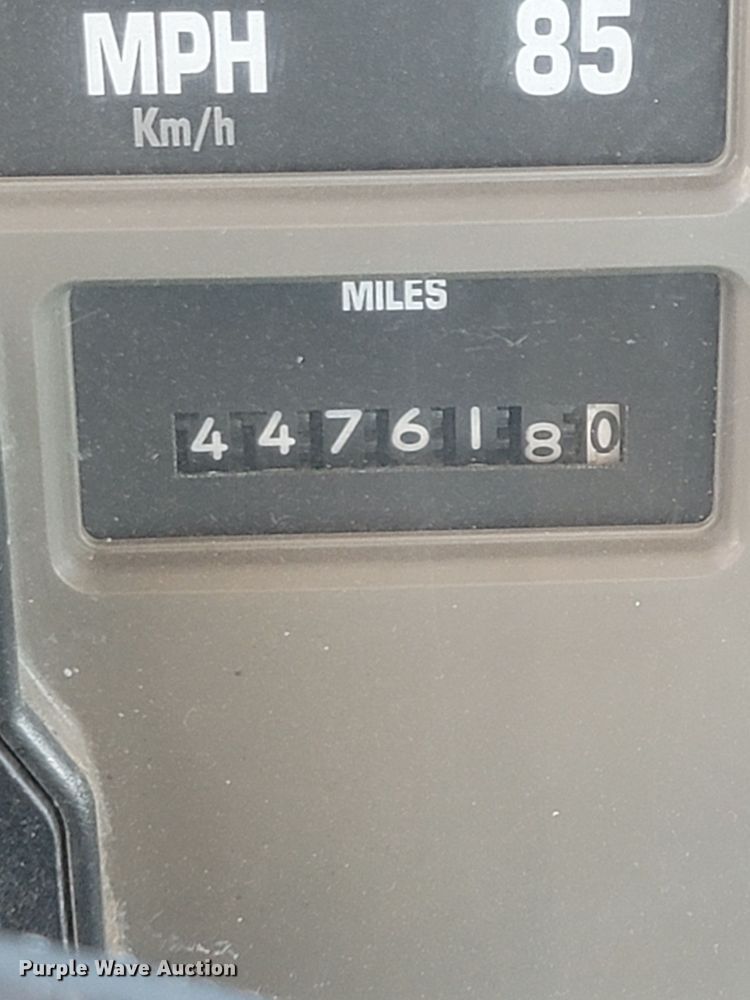 MPH 85
Km/h
MILES
4476180
Purple Wave Auction